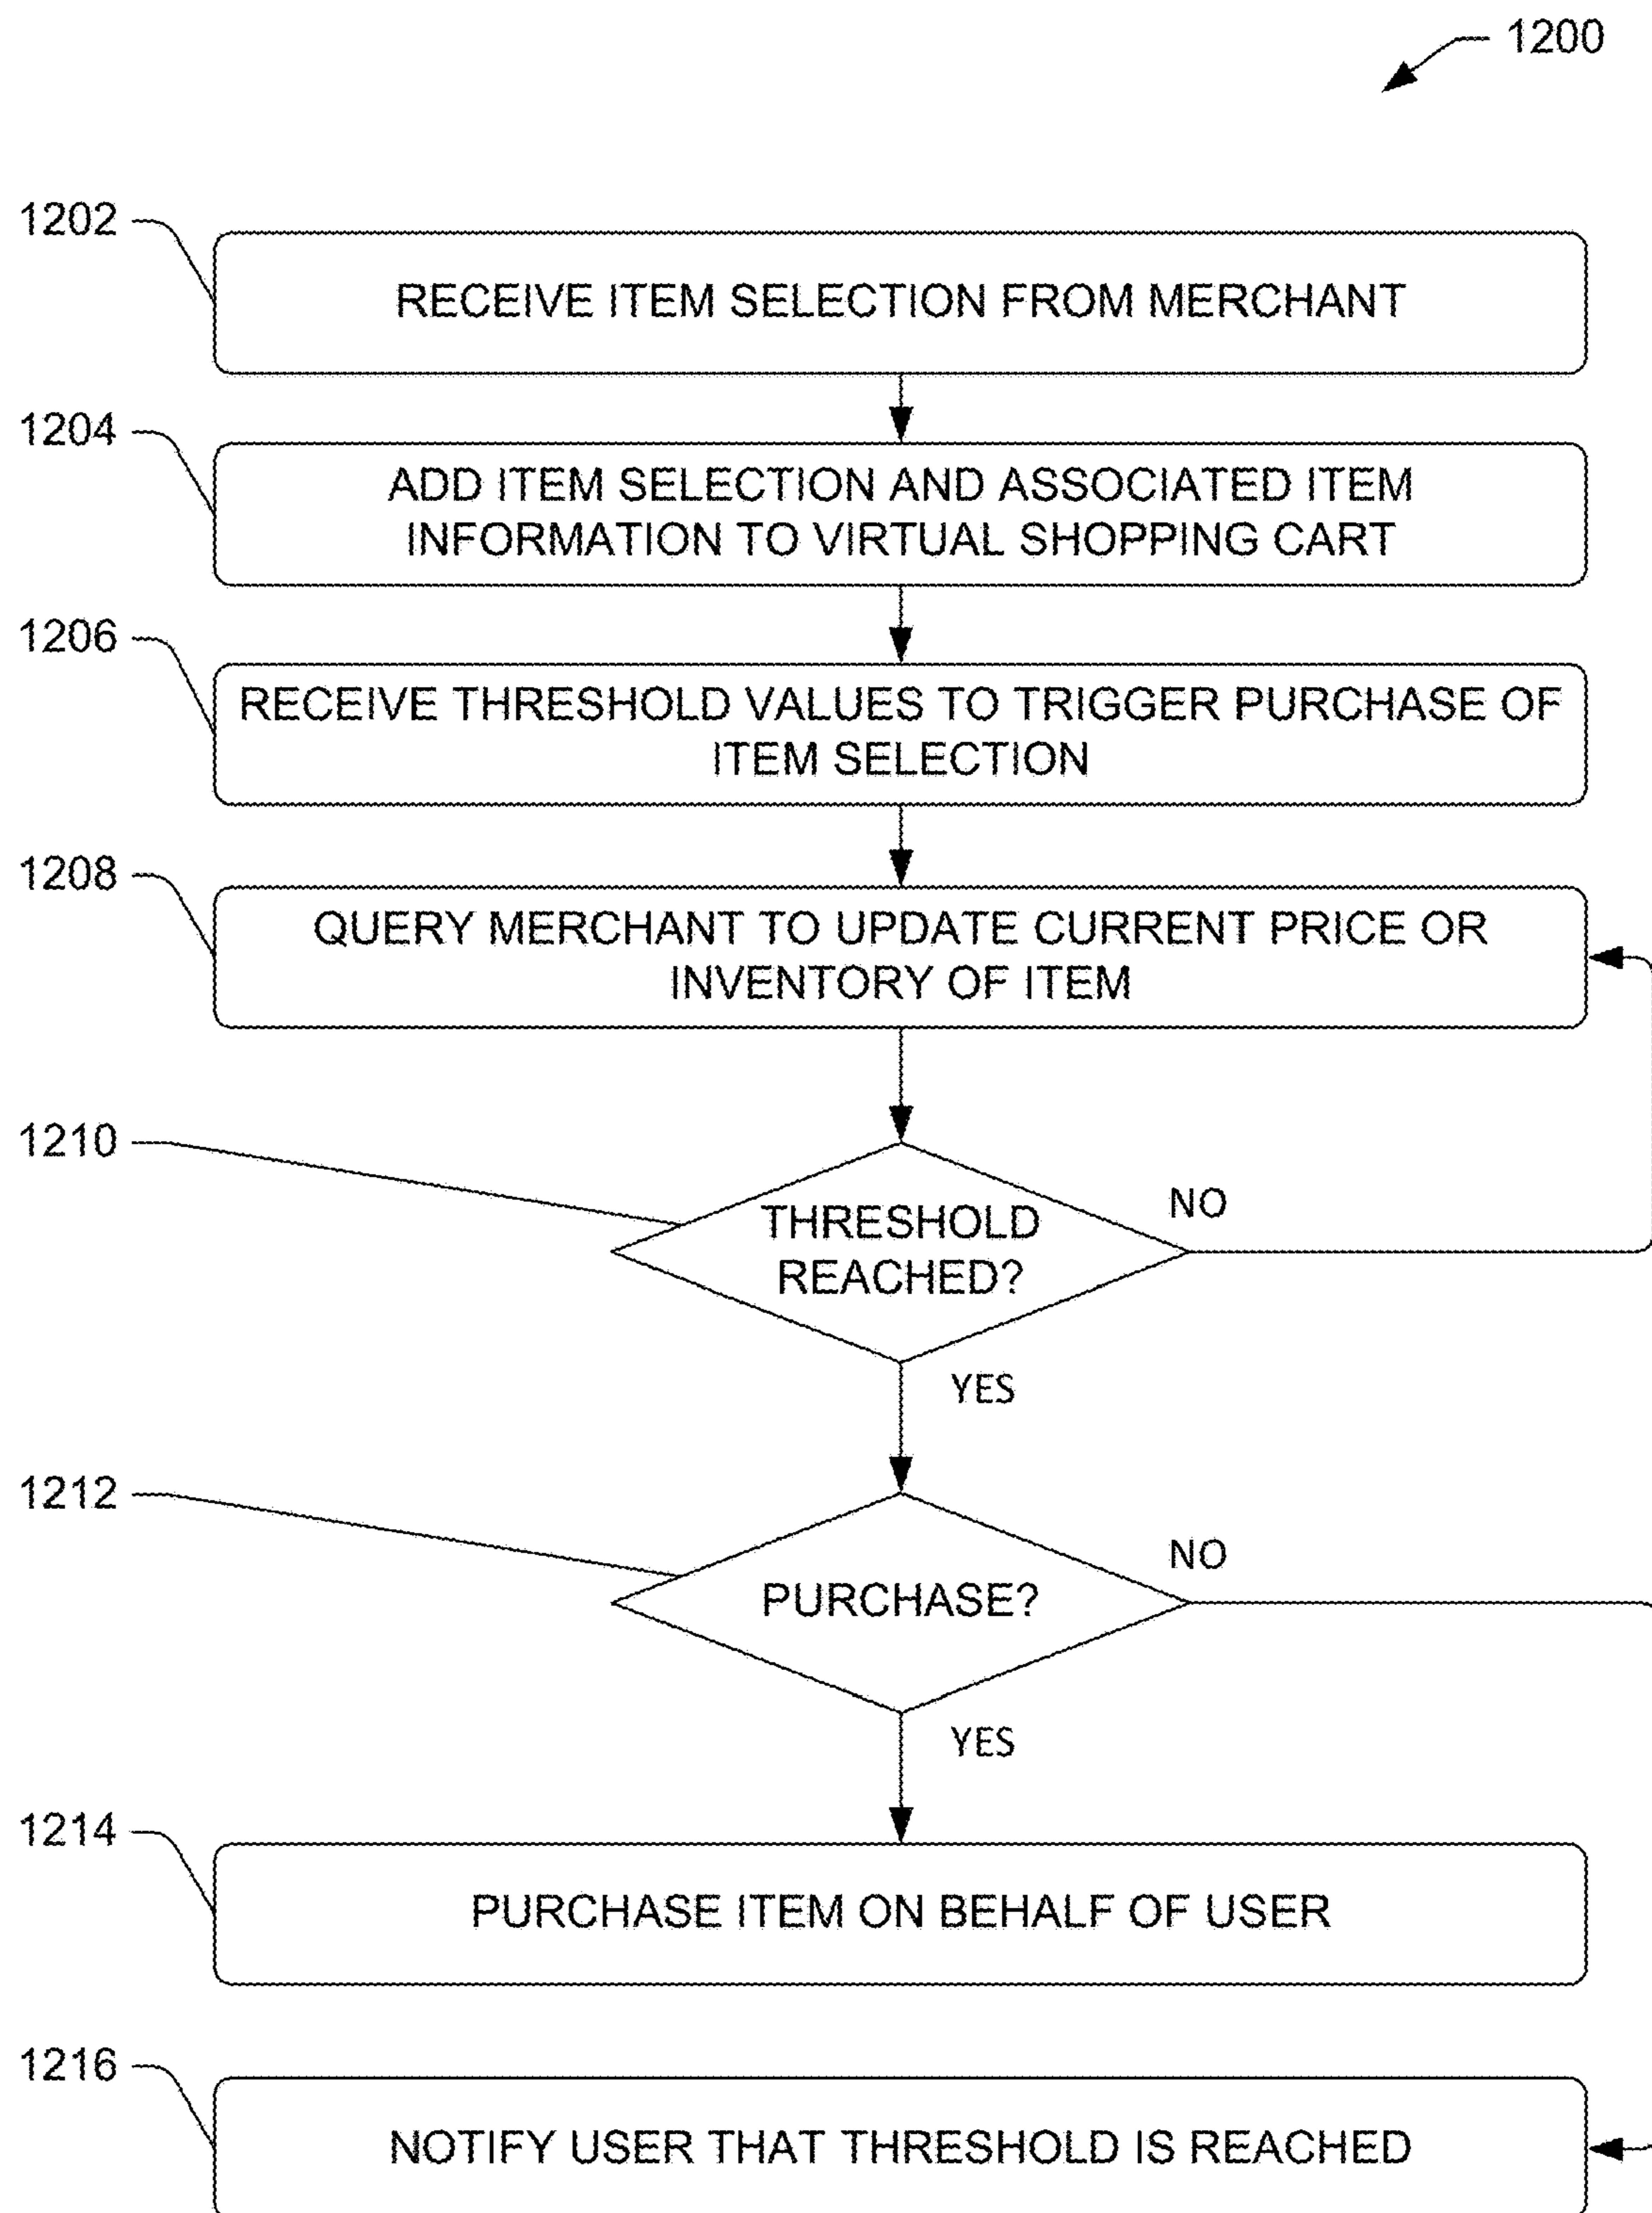 1200
1202
RECEIVE ITEM SELECTION FROM MERCHANT
1204
ADD ITEM SELECTION AND ASSOCIATED ITEM
INFORMATION TO VIRTUAL SHOPPING CART
1206
RECEIVE THRESHOLD VALUES TO TRIGGER PURCHASE OF
ITEM SELECTION
1208
QUERY MERCHANT TO UPDATE CURRENT PRICE OR
INVENTORY OF ITEM
1210
THRESHOLD
REACHED?
NO
YES
1212
PURCHASE?
NO
YES
1214
PURCHASE ITEM ON BEHALF OF USER
1216
NOTIFY USER THAT THRESHOLD IS REACHED